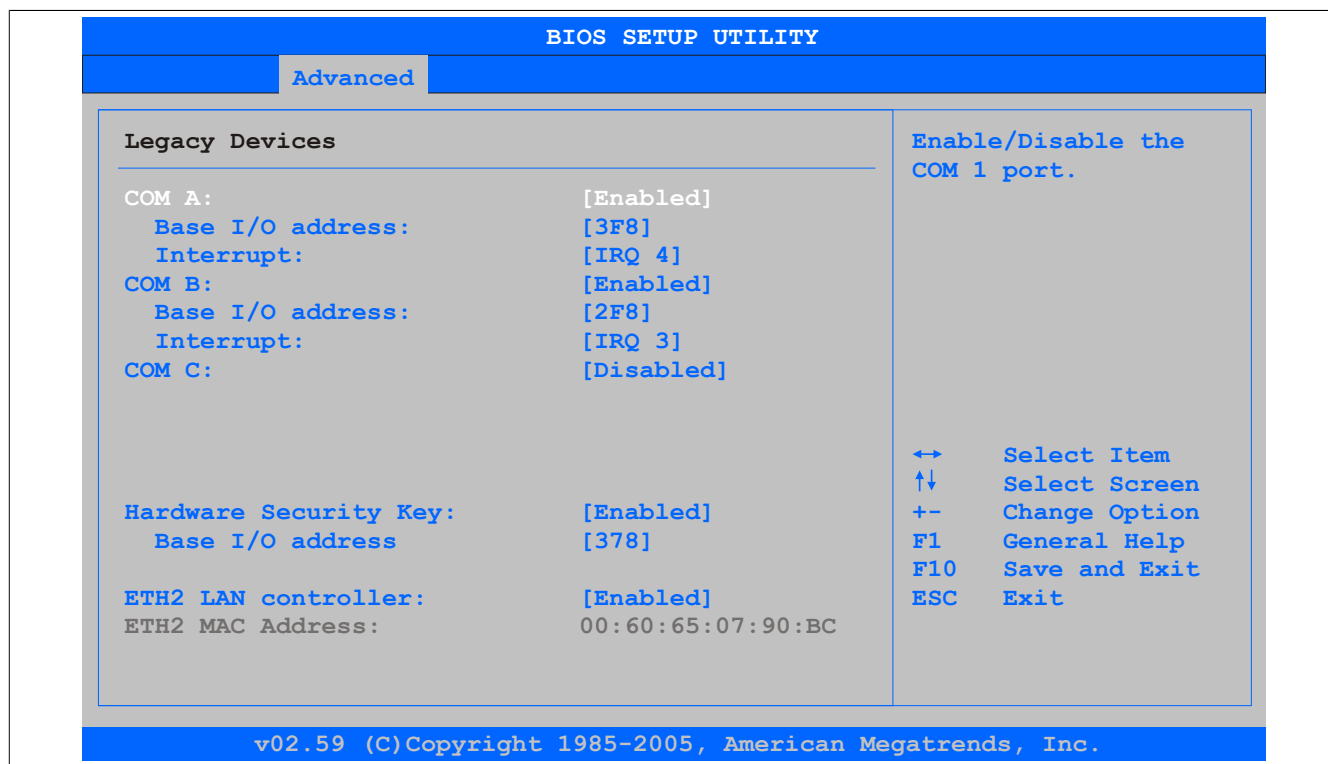 BIOS SETUP UTILITY
Advanced
Legacy Devices
COM A: [Enabled]
Base I/O address: [3F8]
Interrupt: [IRQ 4]
COM B: [Enabled]
Base I/O address: [2F8]
Interrupt: [IRQ 3]
COM C: [Disabled]
Hardware Security Key: [Enabled]
Base I/O address [378]
ETH2 LAN controller: [Enabled]
ETH2 MAC Address: 00:60:65:07:90:BC
Enable/Disable the
COM 1 port.
↔ Select Item
↑↓ Select Screen
+- Change Option
F1 General Help
F10 Save and Exit
ESC Exit
v02.59 (C)Copyright 1985-2005, American Megatrends, Inc.